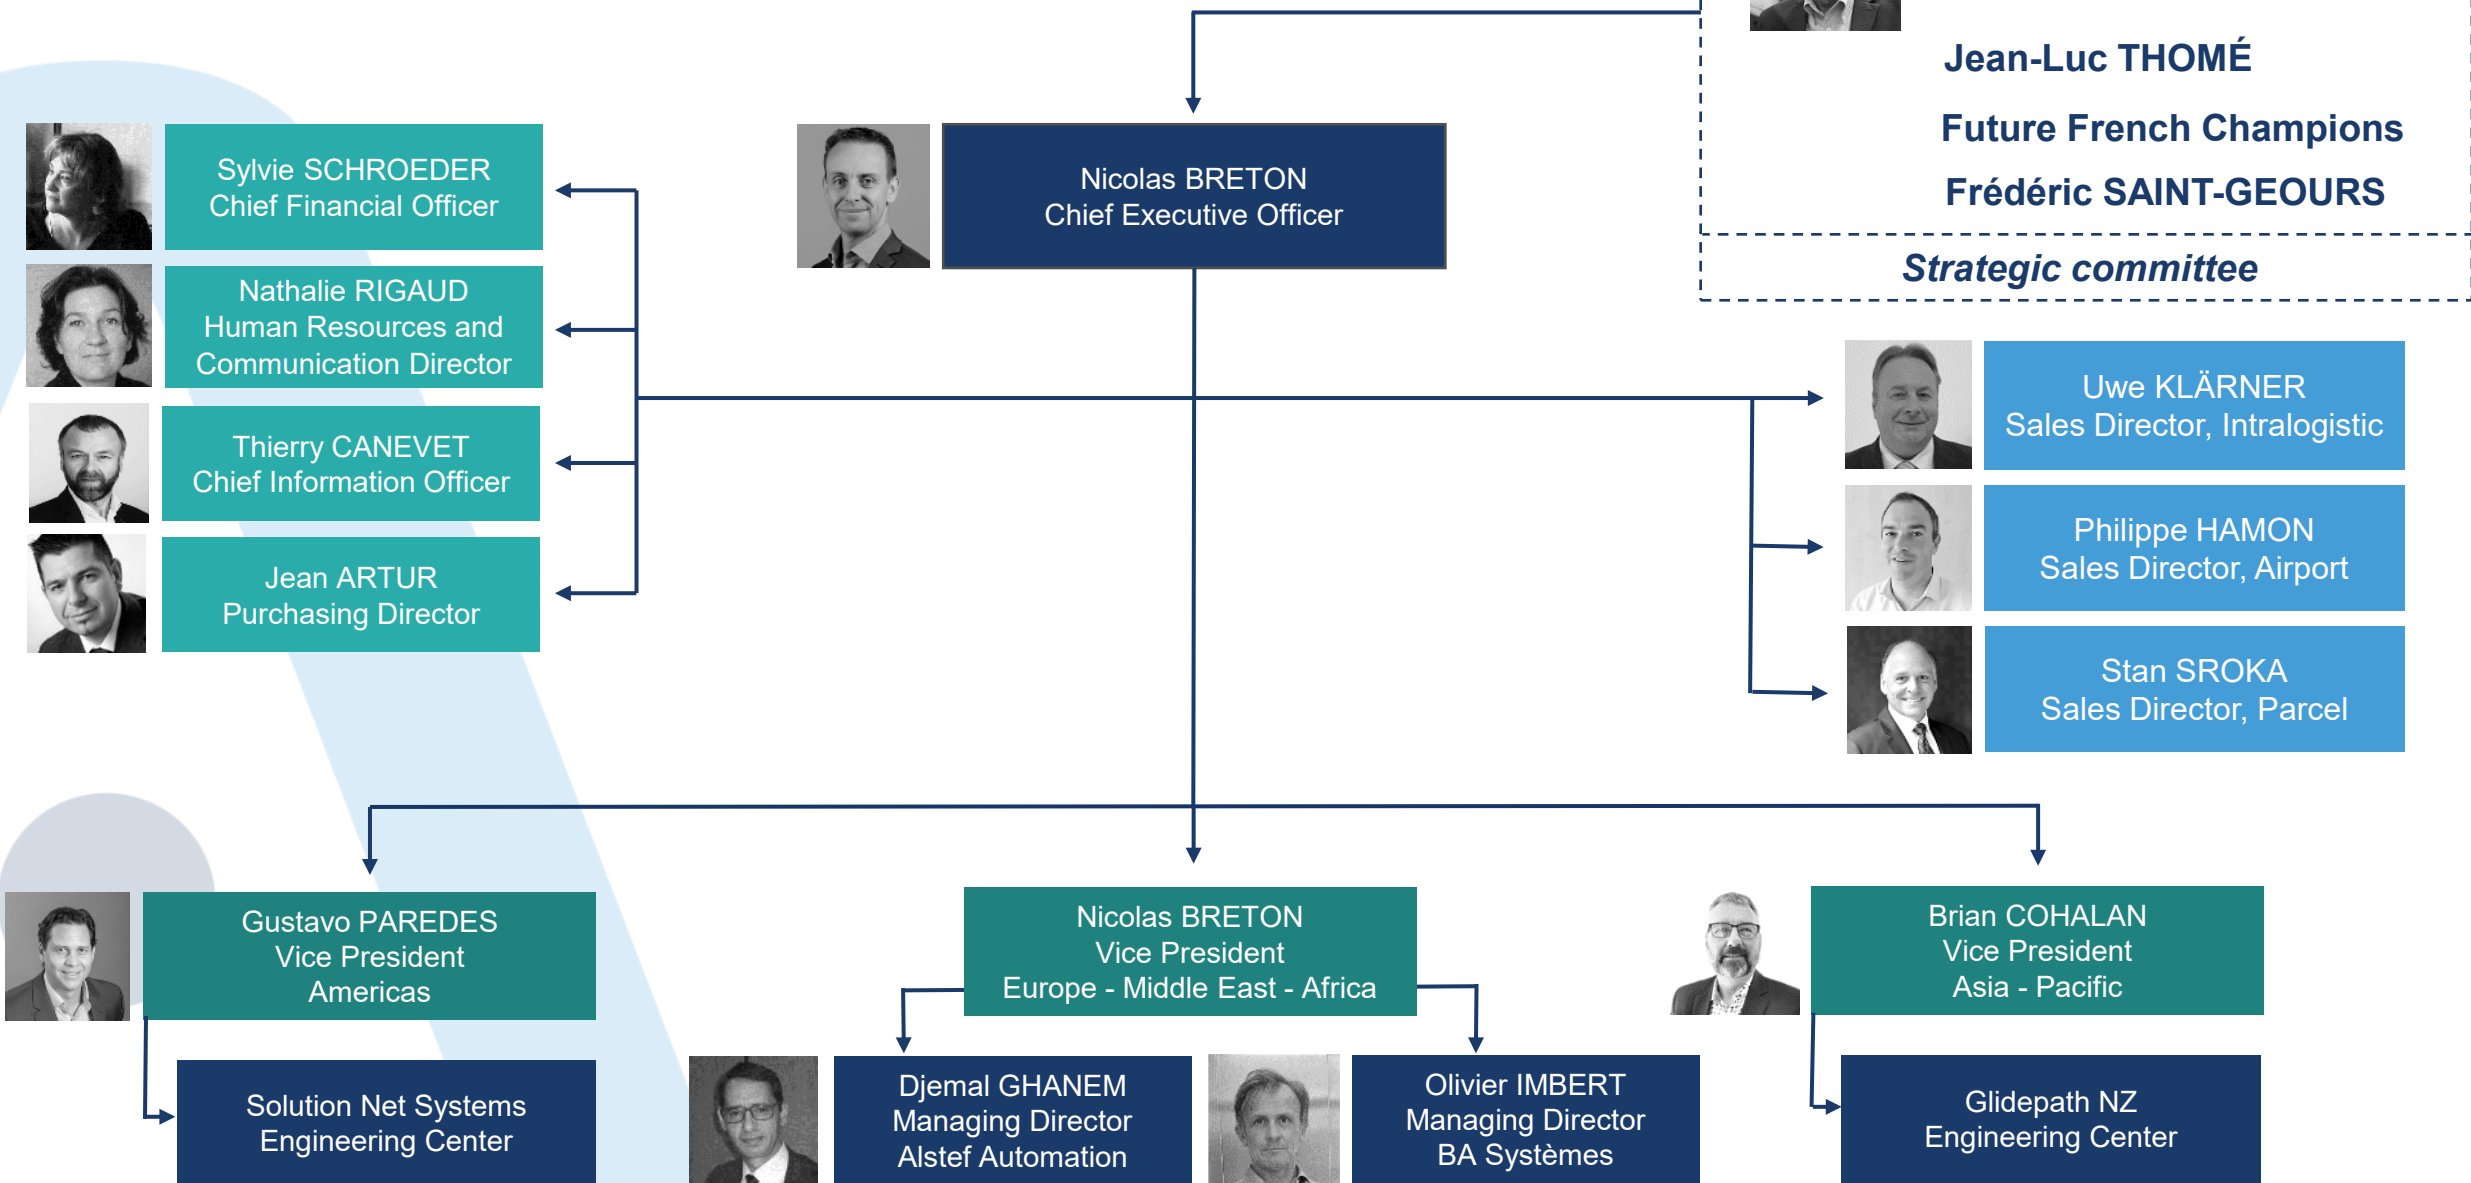 Jean-Luc THOMÉ
Future French Champions
Frédéric SAINT-GEOURS
Strategic committee
Nicolas BRETON
Chief Executive Officer
Sylvie SCHROEDER
Chief Financial Officer
Nathalie RIGAUD
Human Resources and
Communication Director
Thierry CANEVET
Chief Information Officer
Jean ARTUR
Purchasing Director
Uwe KLÄRNER
Sales Director, Intralogistic
Philippe HAMON
Sales Director, Airport
Stan SROKA
Sales Director, Parcel
Gustavo PAREDES
Vice President
Americas
Nicolas BRETON
Vice President
Europe - Middle East - Africa
Brian COHALAN
Vice President
Asia - Pacific
Solution Net Systems
Engineering Center
Djemal GHANEM
Managing Director
Alstef Automation
Olivier IMBERT
Managing Director
BA Systèmes
Glidepath NZ
Engineering Center